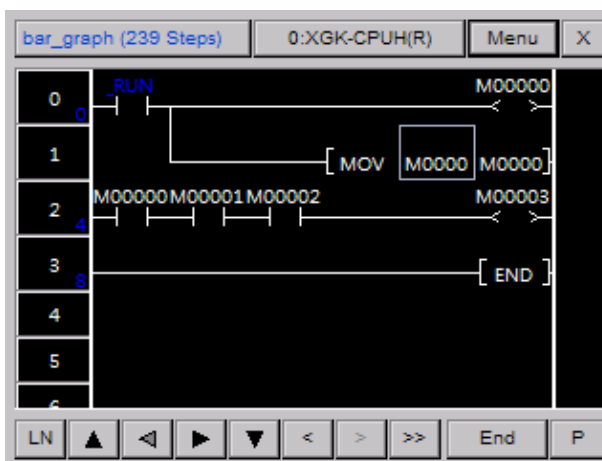 bar_graph (239 Steps) 0:XGK-CPUH(R) Menu X
0 0 _RUN M00000
1 MOV M0000 M0000
2 4 M00000 M00001 M00002 M00003
3 8 END
4
5
6
LN < > >> End P